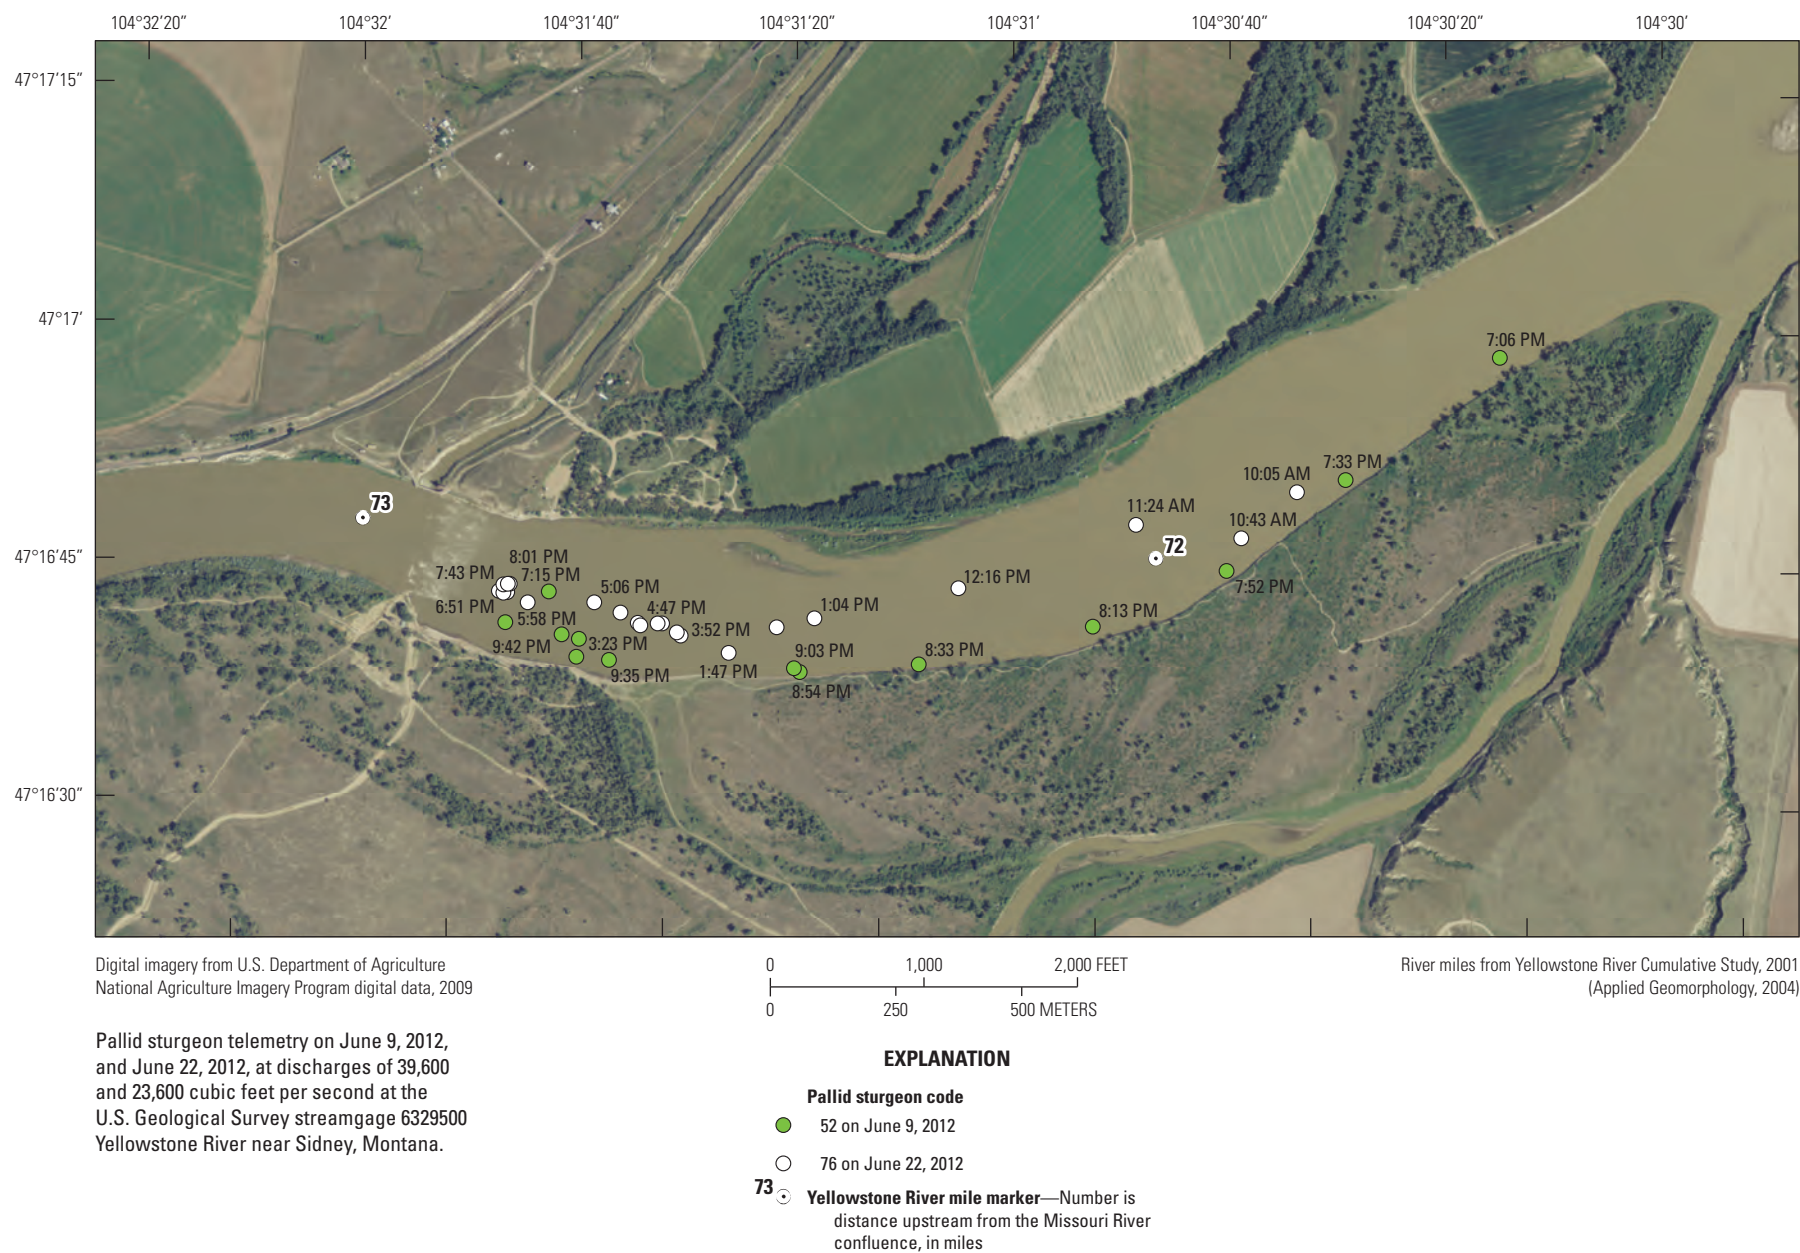 104°32'20"
104°32'
104°31'40"
104°31'20"
104°31'
104°30'40"
104°30'20"
104°30'
47°17'15"
47°17'
47°16'45"
47°16'30"
7:06 PM
7:33 PM
10:05 AM
11:24 AM
10:43 AM
73
72
8:01 PM
7:43 PM
7:15 PM
5:06 PM
12:16 PM
7:52 PM
6:51 PM
5:58 PM
4:47 PM
1:04 PM
8:13 PM
3:52 PM
9:42 PM
3:23 PM
9:03 PM
8:33 PM
9:35 PM
1:47 PM
8:54 PM
Digital imagery from U.S. Department of Agriculture
National Agriculture Imagery Program digital data, 2009
0 1,000 2,000 FEET
0 250 500 METERS
River miles from Yellowstone River Cumulative Study, 2001
(Applied Geomorphology, 2004)
Pallid sturgeon telemetry on June 9, 2012,
and June 22, 2012, at discharges of 39,600
and 23,600 cubic feet per second at the
U.S. Geological Survey streamgage 6329500
Yellowstone River near Sidney, Montana.
EXPLANATION
Pallid sturgeon code
52 on June 9, 2012
76 on June 22, 2012
73 Yellowstone River mile marker—Number is
distance upstream from the Missouri River
confluence, in miles